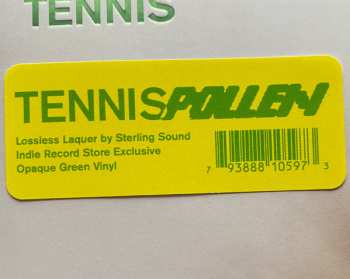 TENNIS
TENNIS POLLEN
Lossless Laquer by Sterling Sound
Indie Record Store Exclusive
Opaque Green Vinyl
7 93888 10597 3